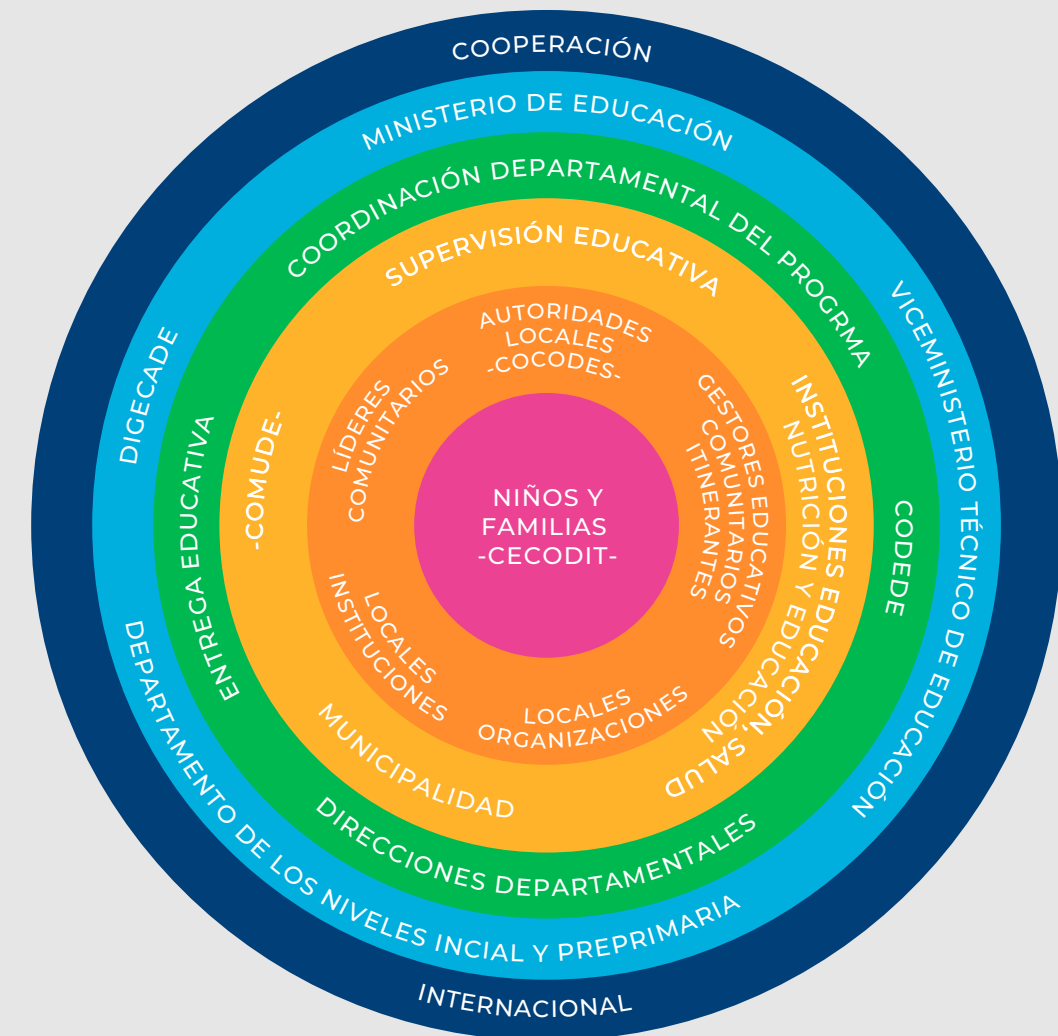 COOPERACIÓN
MINISTERIO DE EDUCACIÓN
COORDINACIÓN DEPARTAMENTAL DEL PROGRMA
SUPERVISIÓN EDUCATIVA
AUTORIDADES
LOCALES
-COCODES-
LÍDERES
COMUNITARIOS
GESTORES EDUCATIVOS
COMUNITARIOS
ITINERANTES
NIÑOS Y
FAMILIAS
-CECODIT-
LOCALES
INSTITUCIONES
LOCALES
ORGANIZACIONES
-COMUDE-
INSTITUCIONES EDUCACIÓN, SALUD
NUTRICIÓN Y EDUCACIÓN
MUNICIPALIDAD
ENTREGA EDUCATIVA
CODEDE
DIRECCIONES DEPARTAMENTALES
DIGECADE
VICEMINISTERIO TÉCNICO DE EDUCACIÓN
DEPARTAMENTO DE LOS NIVELES INCIAL Y PREPRIMARIA
INTERNACIONAL